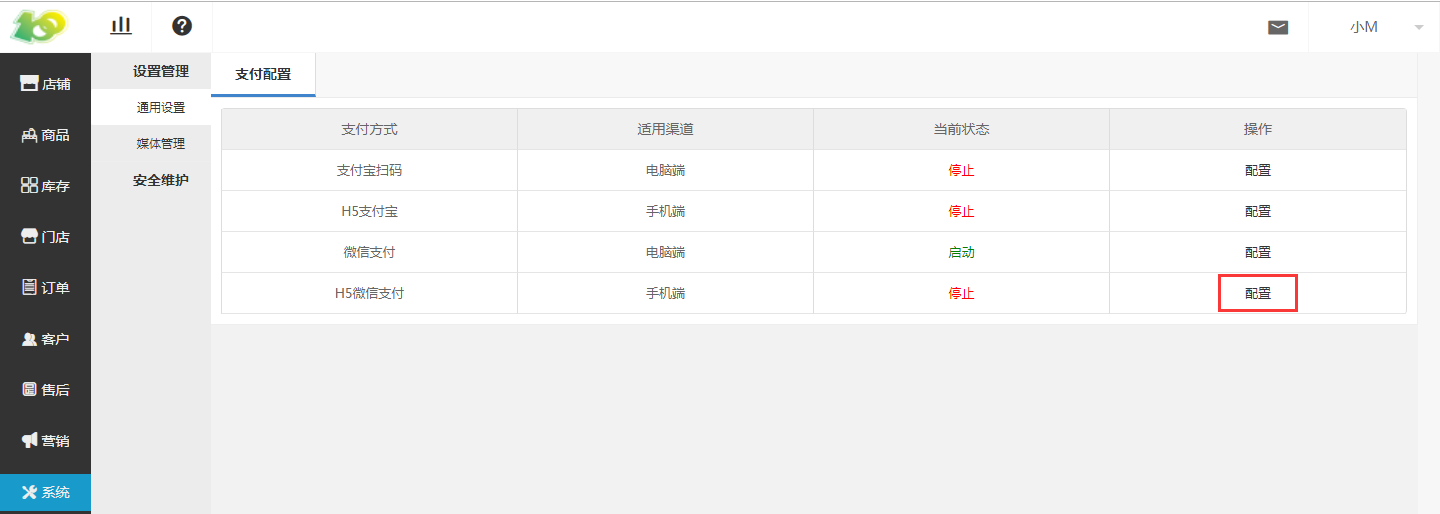 小M
店铺
商品
库存
门店
订单
客户
售后
营销
系统
设置管理
通用设置
媒体管理
安全维护
支付配置
支付方式 适用渠道 当前状态 操作
支付宝扫码 电脑端 停止 配置
H5支付宝 手机端 停止 配置
微信支付 电脑端 启动 配置
H5微信支付 手机端 停止 配置